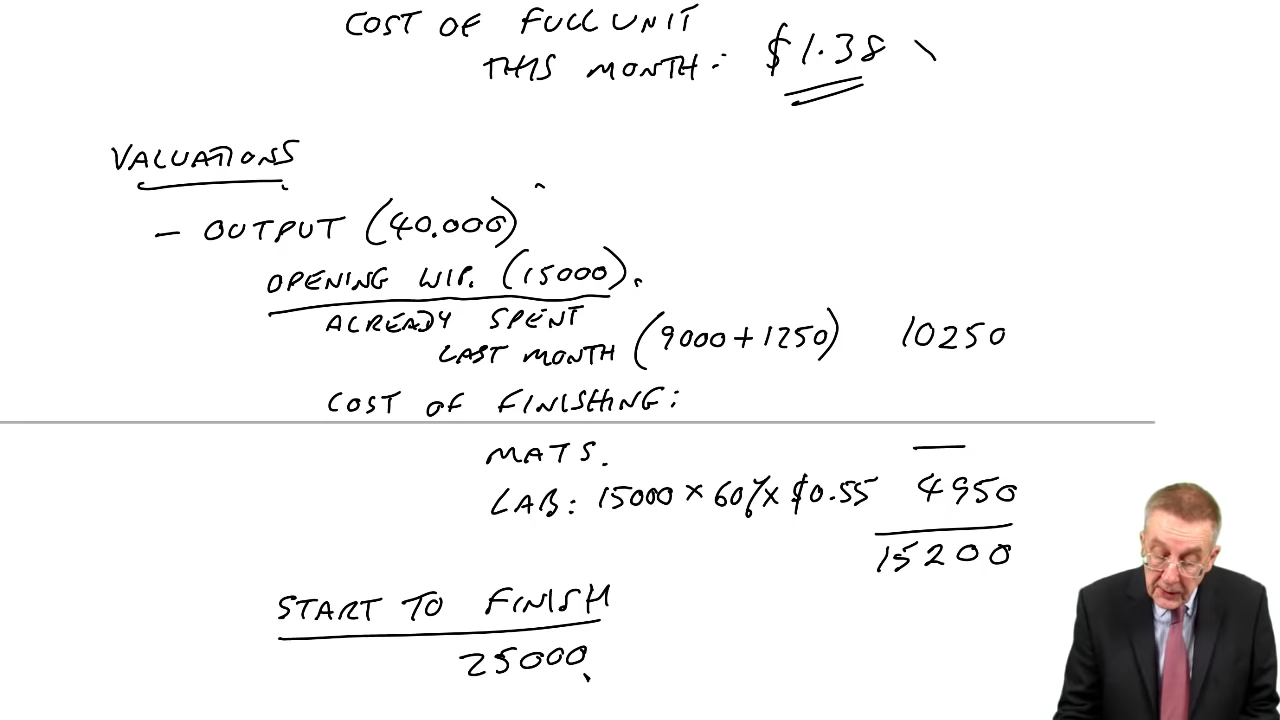 COST OF FULL UNIT
THIS MONTH: $1.38
VALUATIONS
- OUTPUT (40.000)
OPENING WIP. (15000).
ALREADY SPENT
LAST MONTH (9000+1250) 10250
COST OF FINISHING:
MATS. —
LAB: 15000 × 60% × $0.55 4950
15200
START TO FINISH
25000